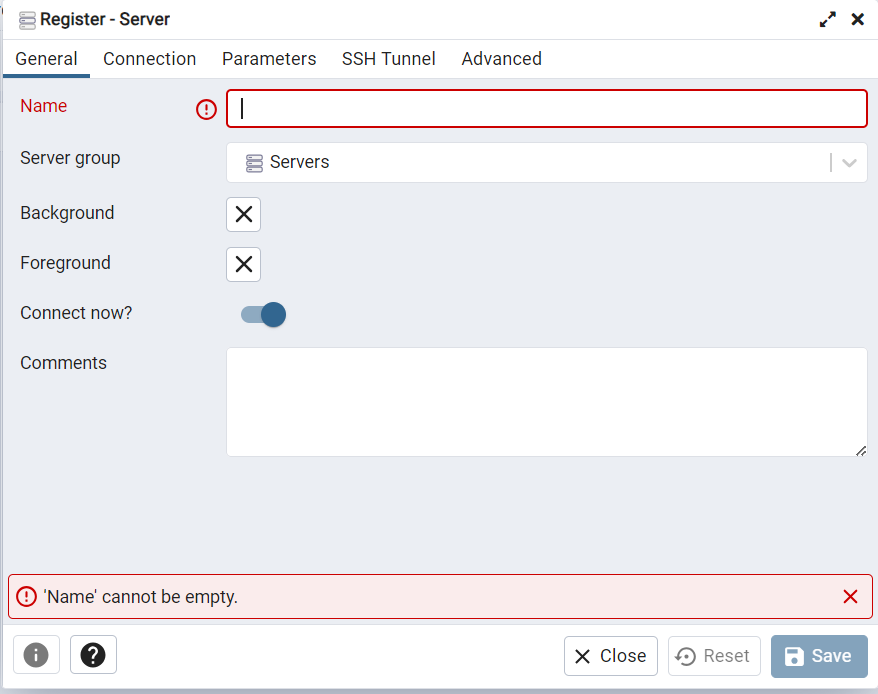 Register - Server
General Connection Parameters SSH Tunnel Advanced
Name
Server group Servers
Background
Foreground
Connect now?
Comments
'Name' cannot be empty.
Close Reset Save